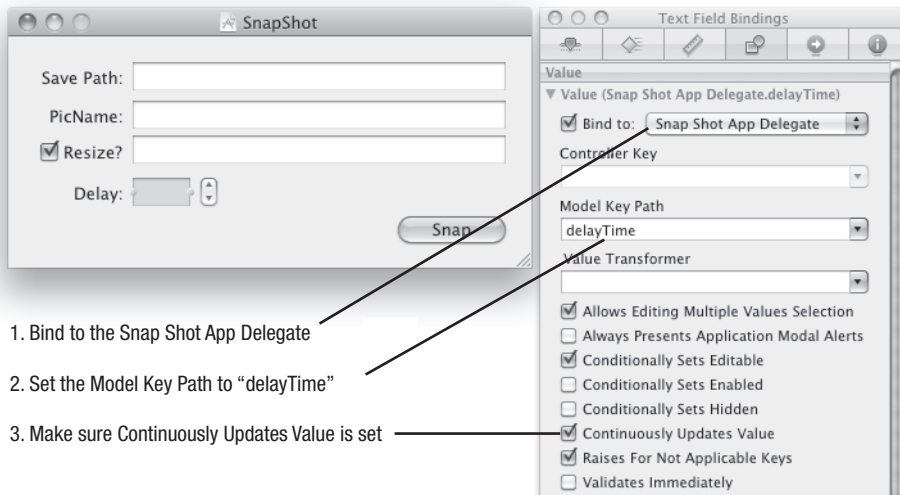 SnapShot
Save Path:
PicName:
Resize?
Delay:
Snap
Text Field Bindings
Value
Value (Snap Shot App Delegate.delayTime)
Bind to: Snap Shot App Delegate
Controller Key
Model Key Path
delayTime
Value Transformer
Allows Editing Multiple Values Selection
Always Presents Application Modal Alerts
Conditionally Sets Editable
Conditionally Sets Enabled
Conditionally Sets Hidden
Continuously Updates Value
Raises For Not Applicable Keys
Validates Immediately
1. Bind to the Snap Shot App Delegate
2. Set the Model Key Path to “delayTime”
3. Make sure Continuously Updates Value is set